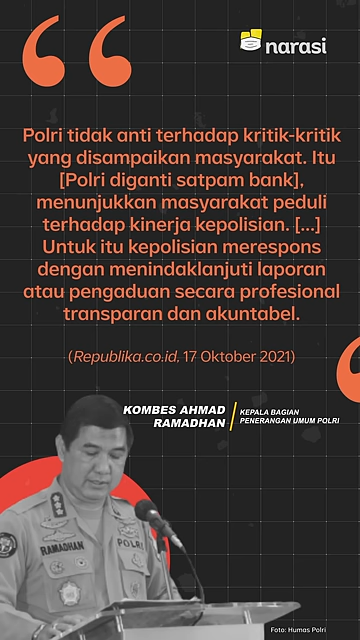 narasi
Polri tidak anti terhadap kritik-kritik
yang disampaikan masyarakat. Itu
[Polri diganti satpam bank],
menunjukkan masyarakat peduli
terhadap kinerja kepolisian. [...]
Untuk itu kepolisian merespons
dengan menindaklanjuti laporan
atau pengaduan secara profesional
transparan dan akuntabel.
(Republika.co.id, 17 Oktober 2021)
KOMBES AHMAD
RAMADHAN
KEPALA BAGIAN
PENERANGAN UMUM POLRI
RAMADHAN
POLRI
Foto: Humas Polri